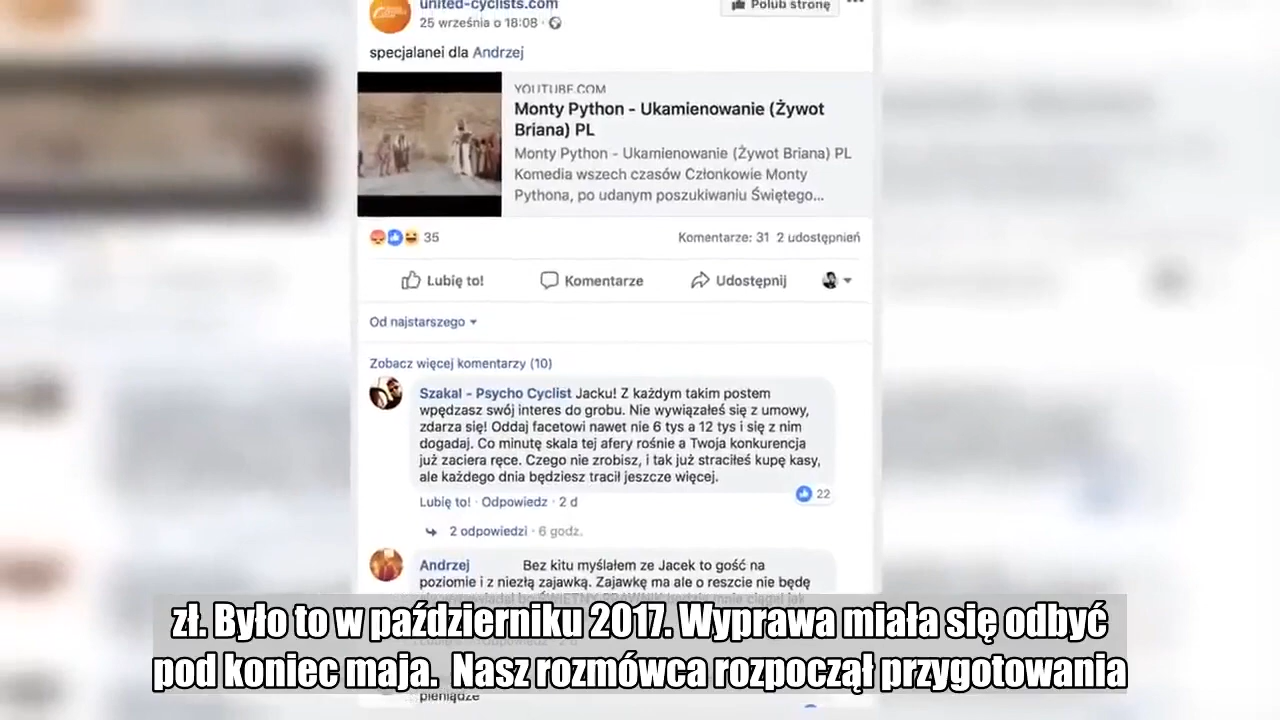 united-cyclists.com
25 września o 18:08
Polub stronę
specjalanei dla Andrzej
YOUTUBE.COM
Monty Python - Ukamienowanie (Żywot
Briana) PL
Monty Python - Ukamienowanie (Żywot Briana) PL
Komedia wszech czasów Członkowie Monty
Pythona, po udanym poszukiwaniu Świętego...
35
Komentarze: 31 2 udostępnień
Lubię to!
Komentarze
Udostępnij
Od najstarszego
Zobacz więcej komentarzy (10)
Szakal - Psycho Cyclist Jacku! Z każdym takim postem
wpędzasz swój interes do grobu. Nie wywiązałeś się z umowy,
zdarza się! Oddaj facetowi nawet nie 6 tys a 12 tys i się z nim
dogadaj. Co minutę skala tej afery rośnie a Twoja konkurencja
już zaciera ręce. Czego nie zrobisz, i tak już straciłeś kupę kasy,
ale każdego dnia będziesz tracił jeszcze więcej.
22
Lubię to! · Odpowiedz · 2 d
2 odpowiedzi · 6 godz.
Andrzej Bez kitu myślałem ze Jacek to gość na
poziomie i z niezłą zajawką. Zajawkę ma ale o reszcie nie będę
zł. Było to w październiku 2017. Wyprawa miała się odbyć
pod koniec maja. Nasz rozmówca rozpoczął przygotowania
pieniądze